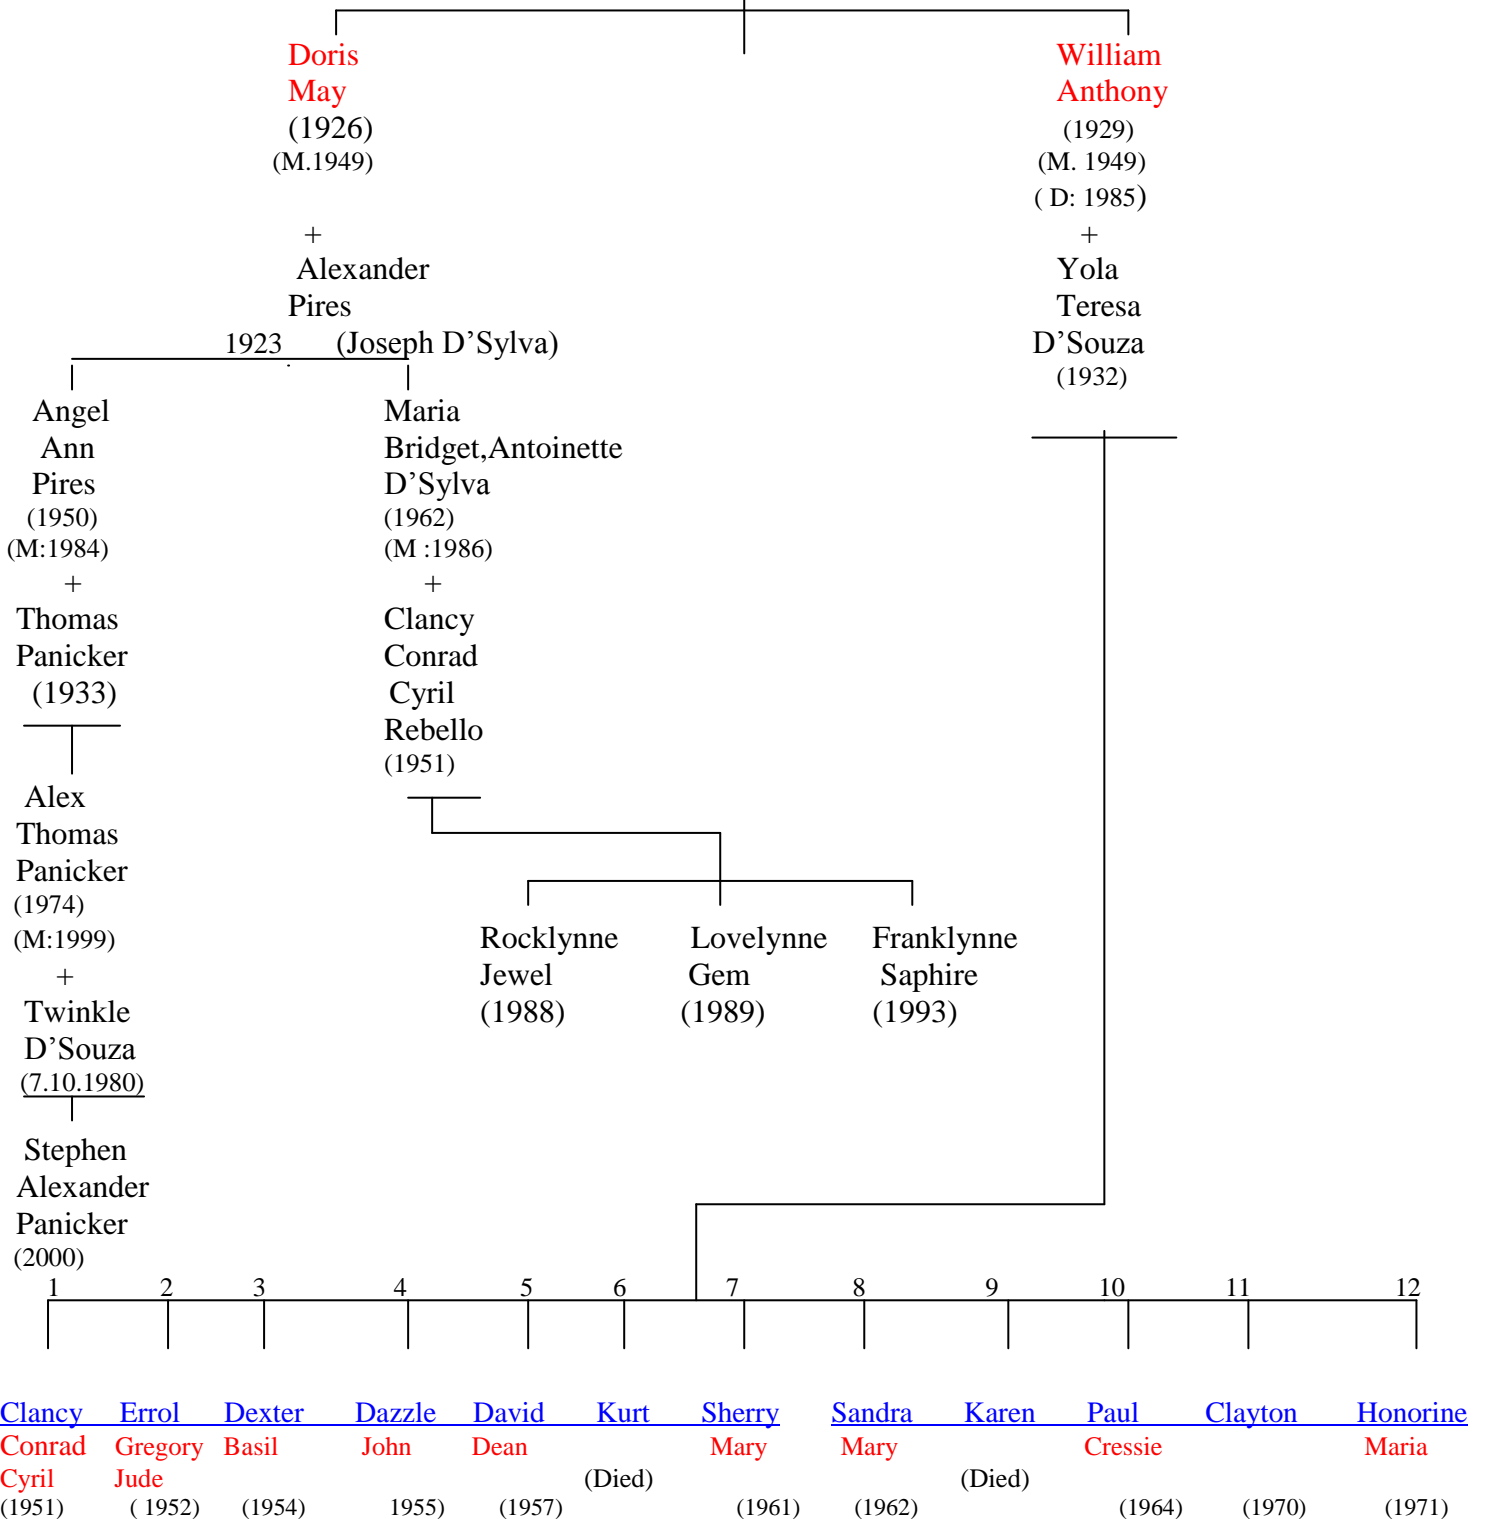 Doris
May
(1926)
(M.1949)
+
Alexander
Pires
1923 (Joseph D’Sylva)
William
Anthony
(1929)
(M. 1949)
( D: 1985)
+
Yola
Teresa
D’Souza
(1932)
Angel
Ann
Pires
(1950)
(M:1984)
+
Thomas
Panicker
(1933)
Maria
Bridget,Antoinette
D’Sylva
(1962)
(M :1986)
+
Clancy
Conrad
Cyril
Rebello
(1951)
Alex
Thomas
Panicker
(1974)
(M:1999)
+
Twinkle
D’Souza
(7.10.1980)
Rocklynne Lovelynne Franklynne
Jewel Gem Saphire
(1988) (1989) (1993)
Stephen
Alexander
Panicker
(2000)
1 2 3 4 5 6 7 8 9 10 11 12
Clancy Errol Dexter Dazzle David Kurt Sherry Sandra Karen Paul Clayton Honorine
Conrad Gregory Basil John Dean Mary Mary Cressie Maria
Cyril Jude (Died) (Died)
(1951) ( 1952) (1954) 1955) (1957) (1961) (1962) (1964) (1970) (1971)